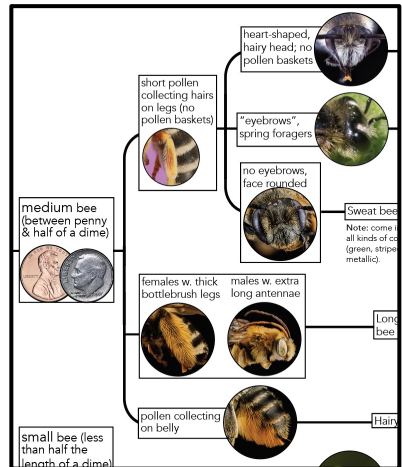 heart-shaped,
hairy head; no
pollen baskets
short pollen
collecting hairs
on legs (no
pollen baskets)
"eyebrows",
spring foragers
no eyebrows,
face rounded
medium bee
(between penny
& half of a dime)
Sweat bee
Note: come i
all kinds of co
(green, stripe
metallic).
females w. thick
bottlebrush legs
males w. extra
long antennae
Long
bee
pollen collecting
on belly
Hairy
small bee (less
than half the
length of a dime)